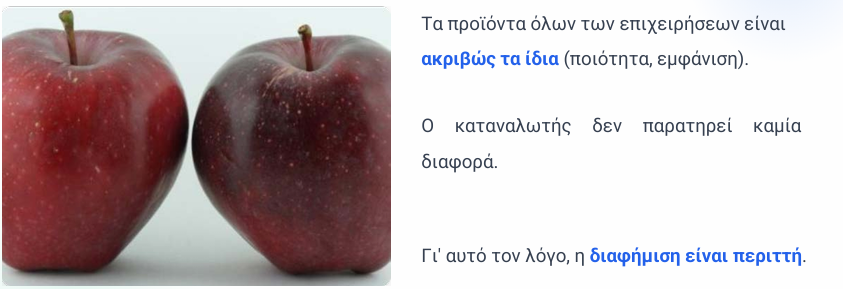 Τα προϊόντα όλων των επιχειρήσεων είναι
ακριβώς τα ίδια (ποιότητα, εμφάνιση).
Ο καταναλωτής δεν παρατηρεί καμία
διαφορά.
Γι' αυτό τον λόγο, η διαφήμιση είναι περιττή.